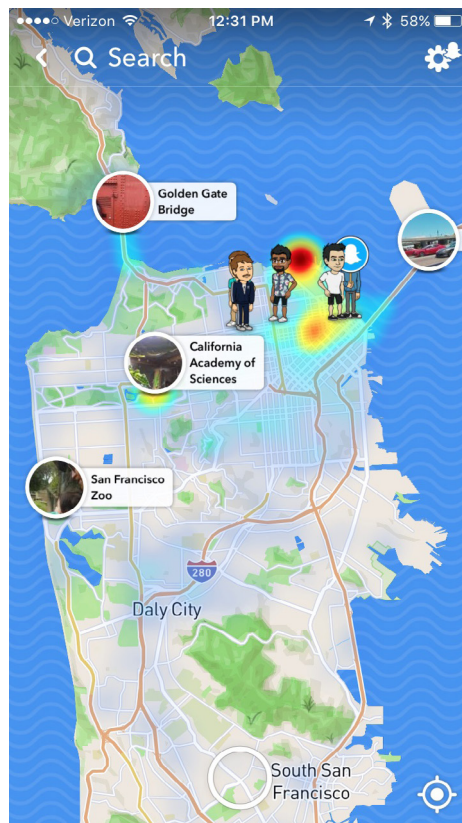 Verizon 12:31 PM 58%
Search
Golden Gate
Bridge
California
Academy of
Sciences
San Francisco
Zoo
280
Daly City
South San
Francisco